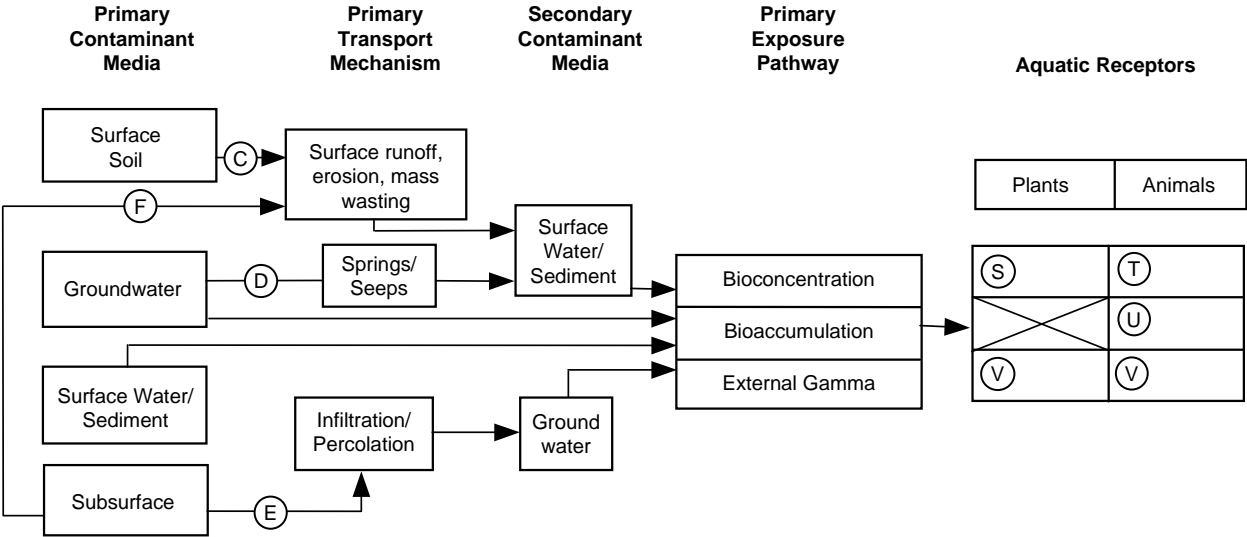 Primary
Contaminant
Media
Primary
Transport
Mechanism
Secondary
Contaminant
Media
Primary
Exposure
Pathway
Aquatic Receptors
Surface
Soil
C
Surface runoff,
erosion, mass
wasting
Plants
Animals
F
Surface
Water/
Sediment
Groundwater
D
Springs/
Seeps
Bioconcentration
Bioaccumulation
External Gamma
S
T
U
V
V
Surface Water/
Sediment
Infiltration/
Percolation
Ground
water
Subsurface
E